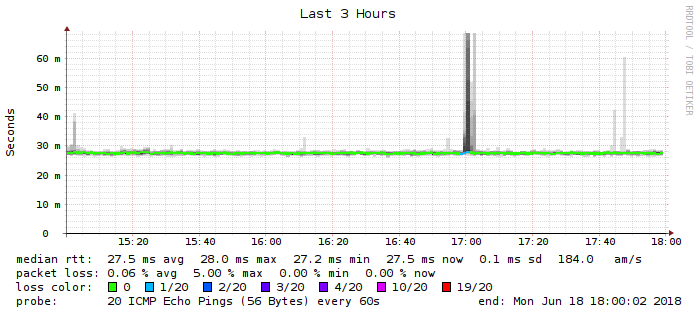 Last 3 Hours
RRDTOOL / TOBI OETIKER
Seconds
60 m
50 m
40 m
30 m
20 m
10 m
0
15:20 15:40 16:00 16:20 16:40 17:00 17:20 17:40 18:00
median rtt: 27.5 ms avg 28.0 ms max 27.2 ms min 27.5 ms now 0.1 ms sd 184.0 am/s
packet loss: 0.06 % avg 5.00 % max 0.00 % min 0.00 % now
loss color: 0 1/20 2/20 3/20 4/20 10/20 19/20
probe: 20 ICMP Echo Pings (56 Bytes) every 60s end: Mon Jun 18 18:00:02 2018